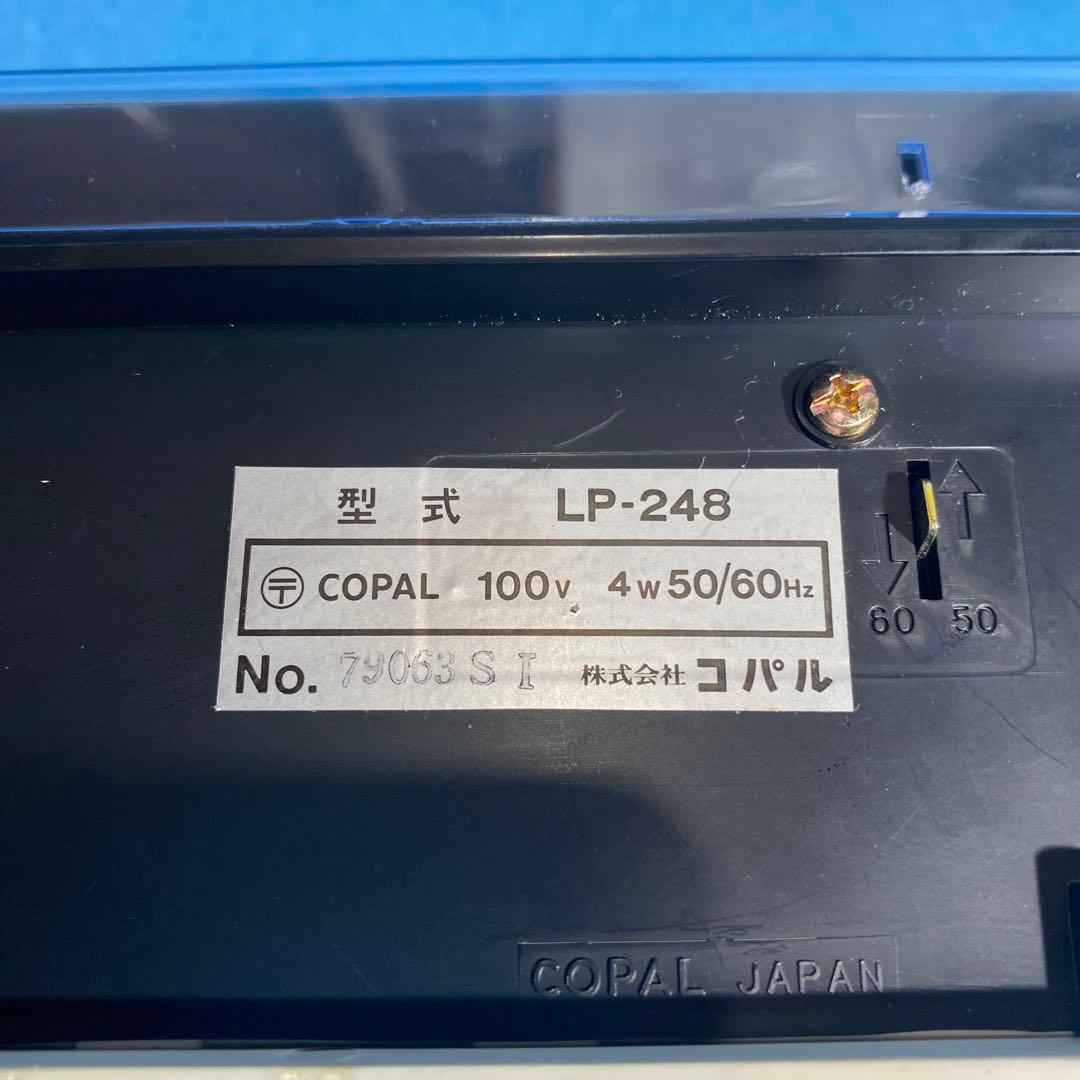 型式 LP-248
〶 COPAL 100V 4W 50/60Hz
No. 79063 S I 株式会社 コパル
60 50
COPAL JAPAN